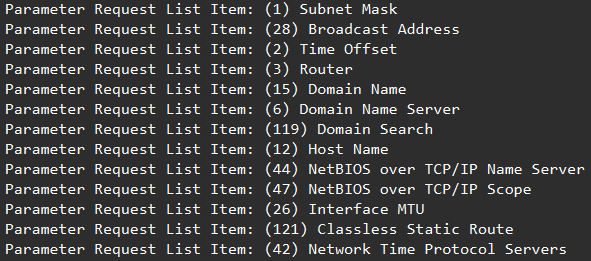 Parameter Request List Item: (1) Subnet Mask
Parameter Request List Item: (28) Broadcast Address
Parameter Request List Item: (2) Time Offset
Parameter Request List Item: (3) Router
Parameter Request List Item: (15) Domain Name
Parameter Request List Item: (6) Domain Name Server
Parameter Request List Item: (119) Domain Search
Parameter Request List Item: (12) Host Name
Parameter Request List Item: (44) NetBIOS over TCP/IP Name Server
Parameter Request List Item: (47) NetBIOS over TCP/IP Scope
Parameter Request List Item: (26) Interface MTU
Parameter Request List Item: (121) Classless Static Route
Parameter Request List Item: (42) Network Time Protocol Servers